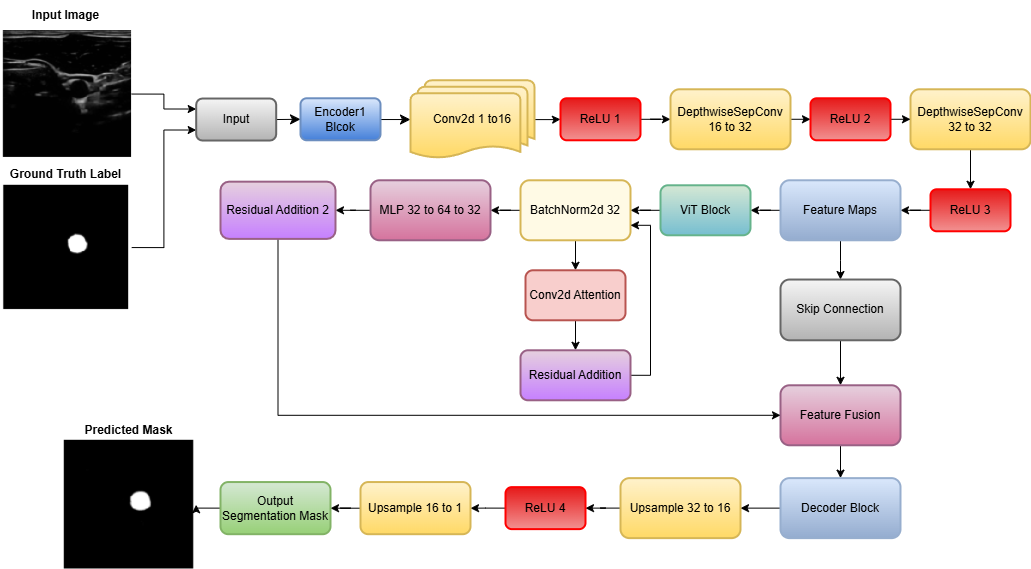 Input Image
Ground Truth Label
Input
Encoder1
Blcok
Conv2d 1 to16
ReLU 1
DepthwiseSepConv
16 to 32
ReLU 2
DepthwiseSepConv
32 to 32
Residual Addition 2
MLP 32 to 64 to 32
BatchNorm2d 32
ViT Block
Feature Maps
ReLU 3
Conv2d Attention
Skip Connection
Residual Addition
Feature Fusion
Predicted Mask
Output
Segmentation Mask
Upsample 16 to 1
ReLU 4
Upsample 32 to 16
Decoder Block